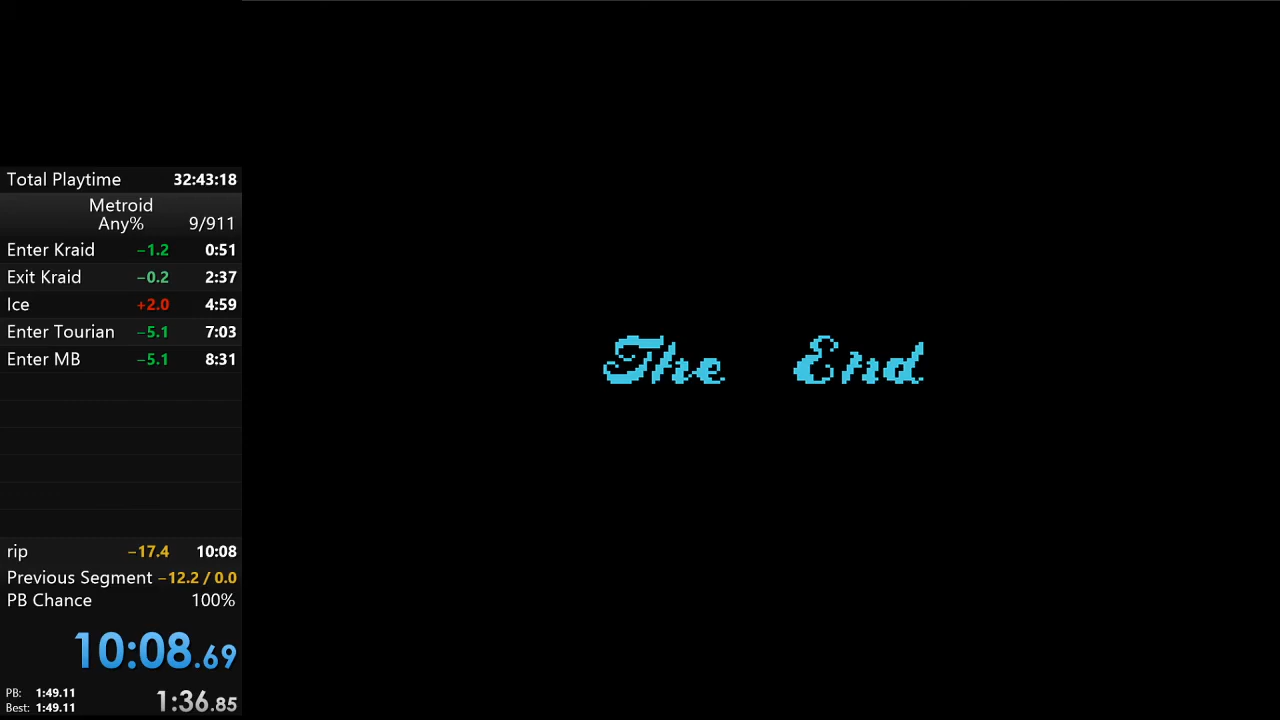 Total Playtime 32:43:18
Metroid
Any% 9/911
Enter Kraid −1.2 0:51
Exit Kraid −0.2 2:37
Ice +2.0 4:59
Enter Tourian −5.1 7:03
Enter MB −5.1 8:31
The End
rip −17.4 10:08
Previous Segment −12.2 / 0.0
PB Chance 100%
10:08.69
PB: 1:49.11
Best: 1:49.11
1:36.85